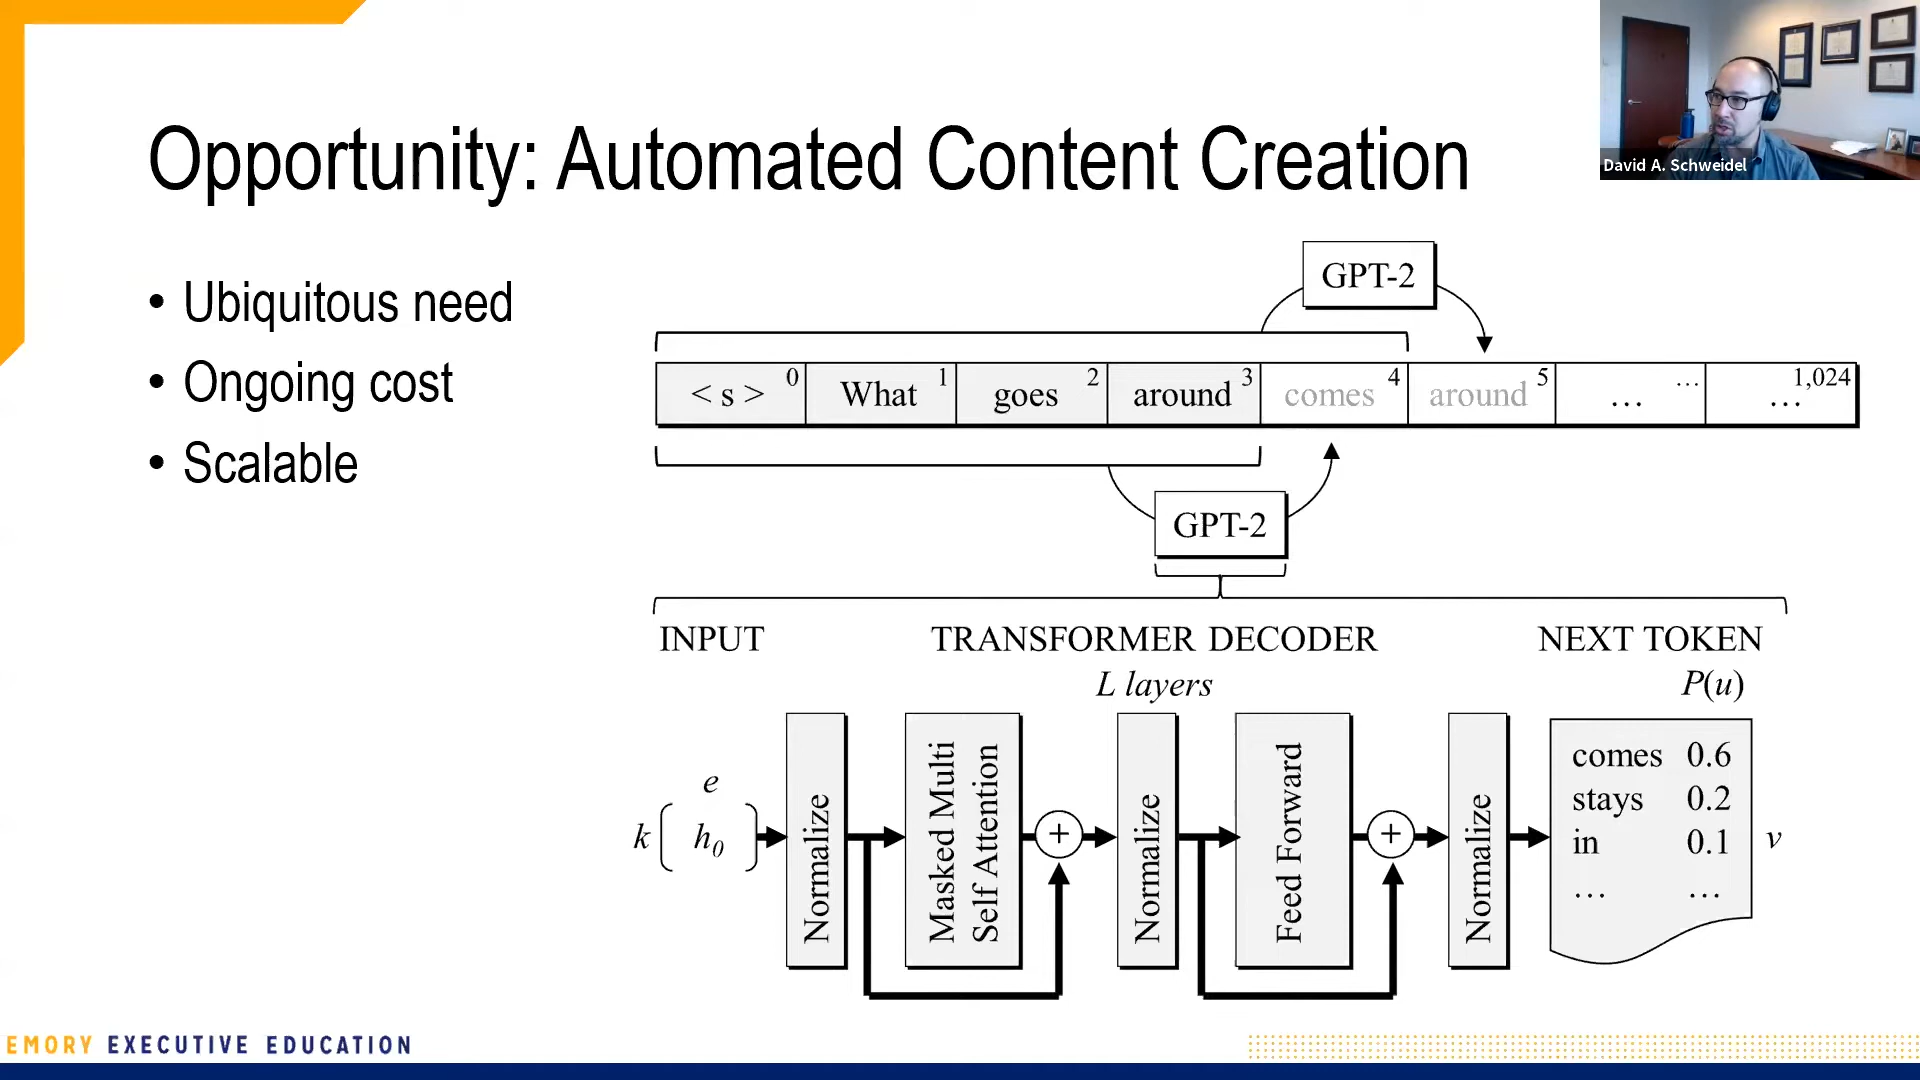 David A. Schweidel
Opportunity: Automated Content Creation
• Ubiquitous need
• Ongoing cost
• Scalable
GPT-2
< s > 0 What 1 goes 2 around 3 comes 4 around 5 … … … 1,024
GPT-2
INPUT TRANSFORMER DECODER NEXT TOKEN
L layers P(u)
e
k h0
Normalize
Masked Multi
Self Attention
+
Normalize
Feed Forward
+
Normalize
comes 0.6
stays 0.2
in 0.1
… …
v
EMORY EXECUTIVE EDUCATION